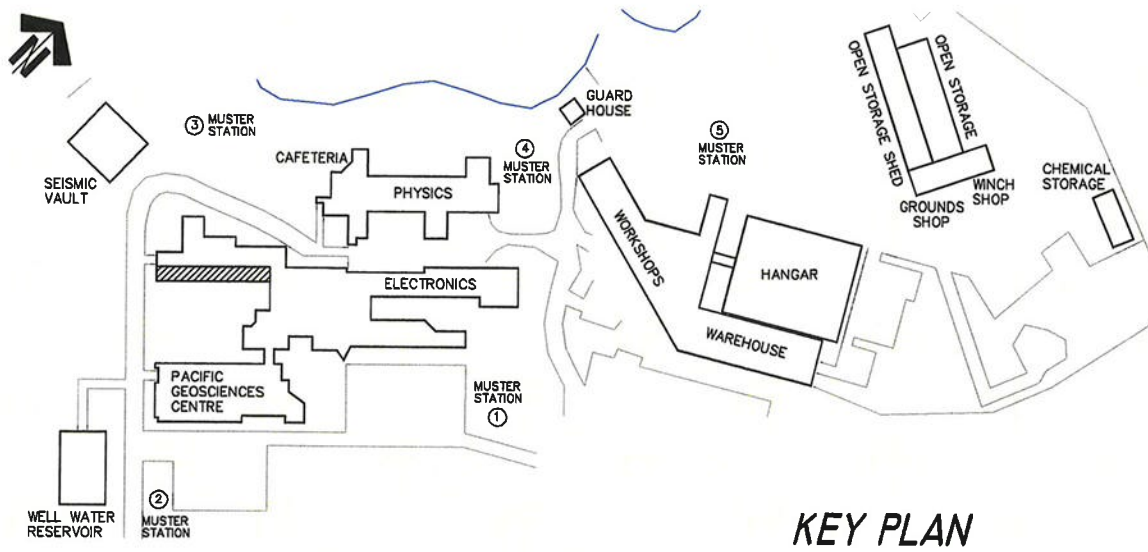 N
3 MUSTER
STATION
SEISMIC
VAULT
CAFETERIA
PHYSICS
4
MUSTER
STATION
GUARD
HOUSE
5
MUSTER
STATION
OPEN STORAGE SHED
OPEN STORAGE
WINCH
SHOP
GROUNDS
SHOP
CHEMICAL
STORAGE
ELECTRONICS
WORKSHOPS
HANGAR
WAREHOUSE
PACIFIC
GEOSCIENCES
CENTRE
MUSTER
STATION
1
WELL WATER
RESERVOIR
2
MUSTER
STATION
KEY PLAN